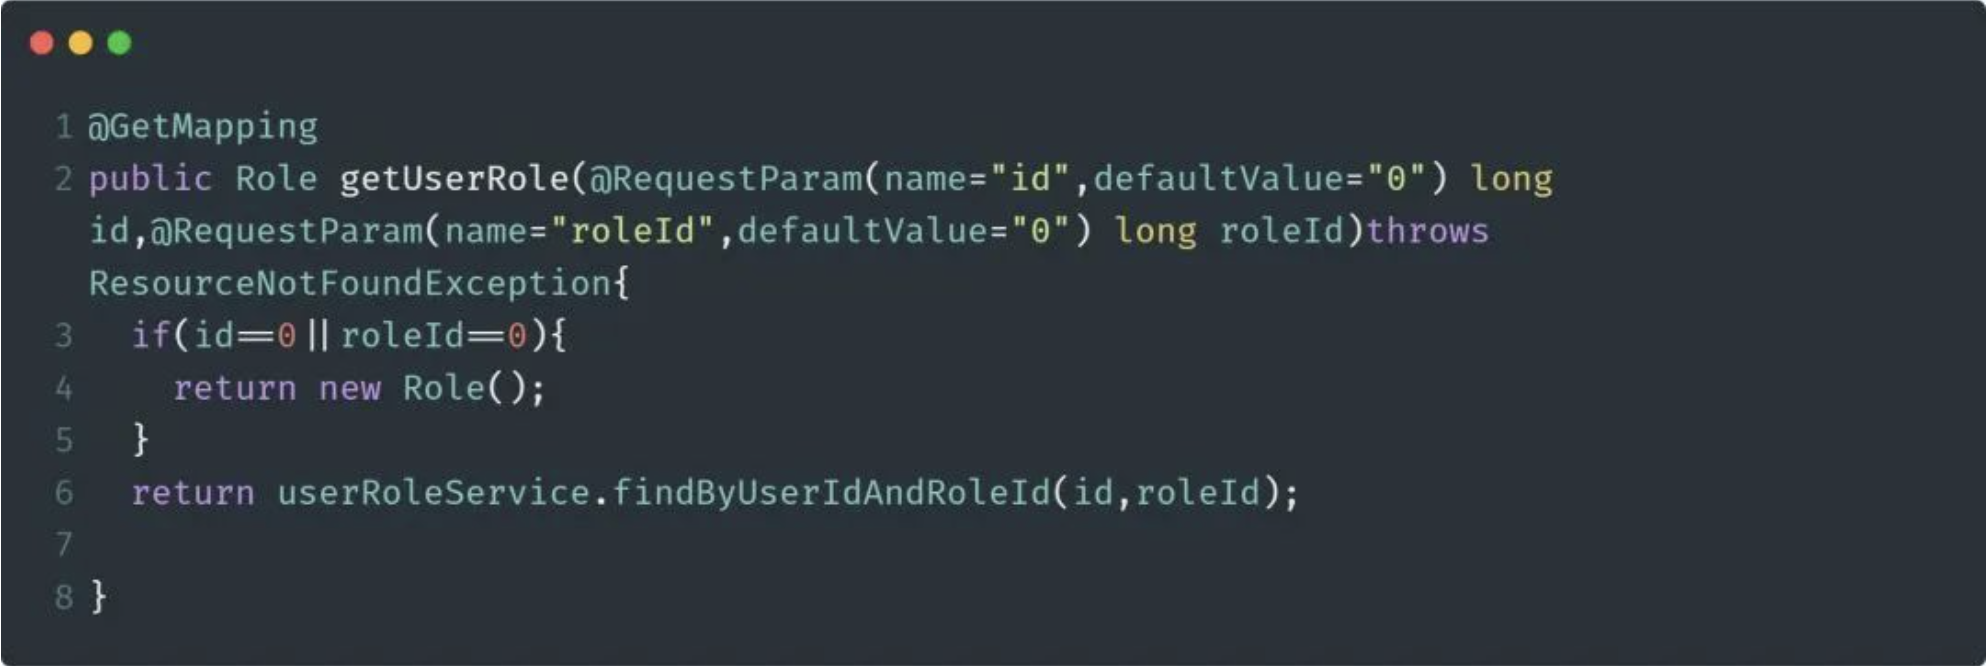 1 @GetMapping
2 public Role getUserRole(@RequestParam(name="id",defaultValue="0") long
id,@RequestParam(name="roleId",defaultValue="0") long roleId)throws
ResourceNotFoundException{
3   if(id==0||roleId==0){
4     return new Role();
5   }
6   return userRoleService.findByUserIdAndRoleId(id,roleId);
7
8 }